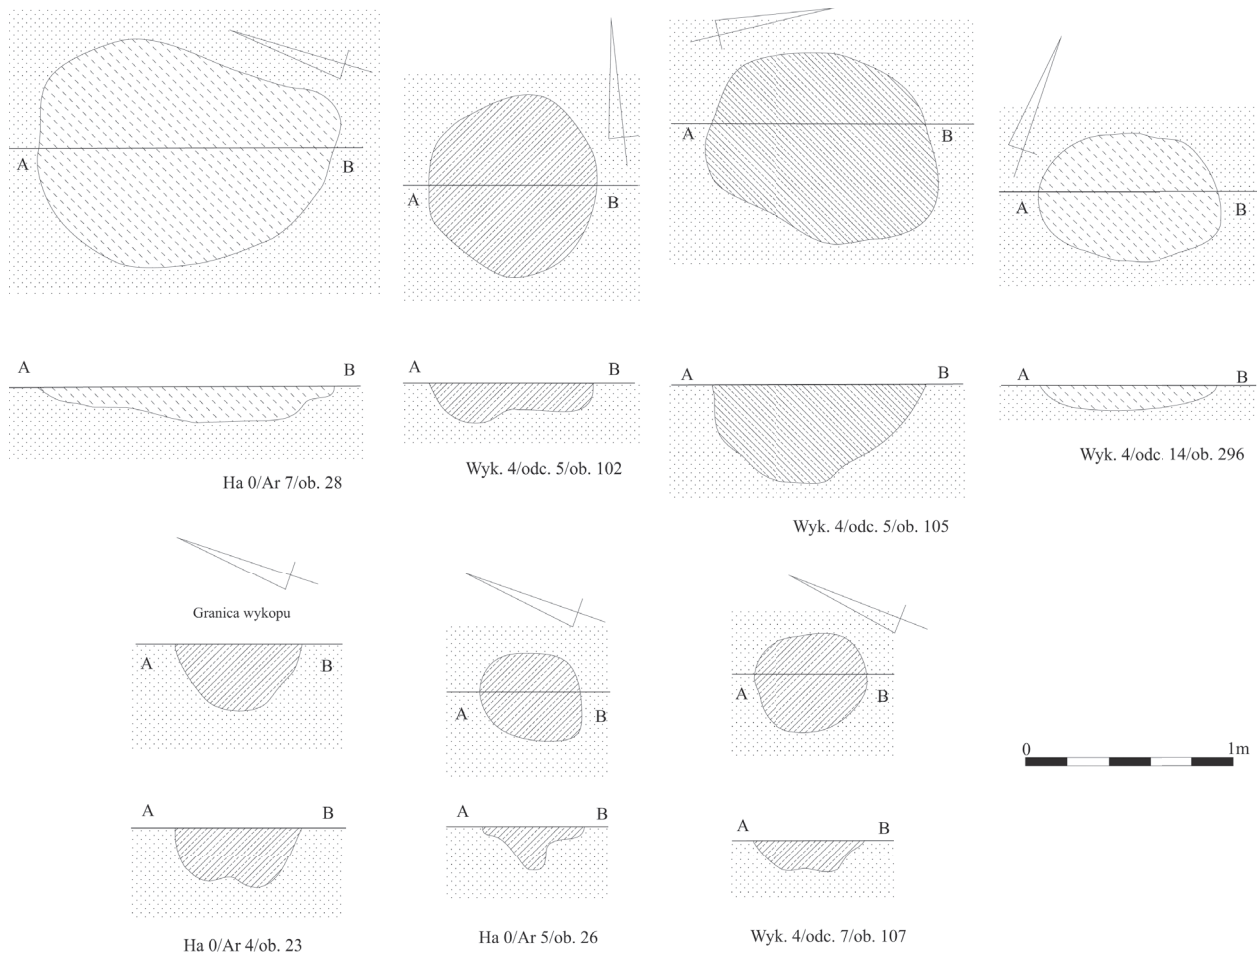 A
B
A
B
A
B
A
B
A
B
Ha 0/Ar 7/ob. 28
A
B
Wyk. 4/odc. 5/ob. 102
A
B
Wyk. 4/odc. 5/ob. 105
A
B
Wyk. 4/odc. 14/ob. 296
Granica wykopu
A
B
A
B
A
B
0
1m
A
B
Ha 0/Ar 4/ob. 23
A
B
Ha 0/Ar 5/ob. 26
A
B
Wyk. 4/odc. 7/ob. 107